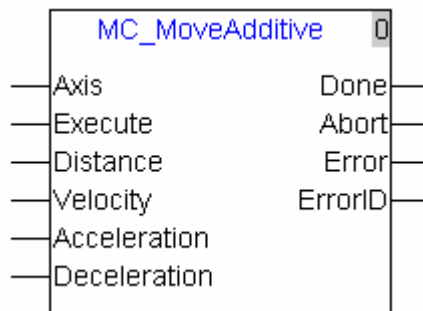 MC_MoveAdditive 0
Axis Done
Execute Abort
Distance Error
Velocity ErrorID
Acceleration
Deceleration